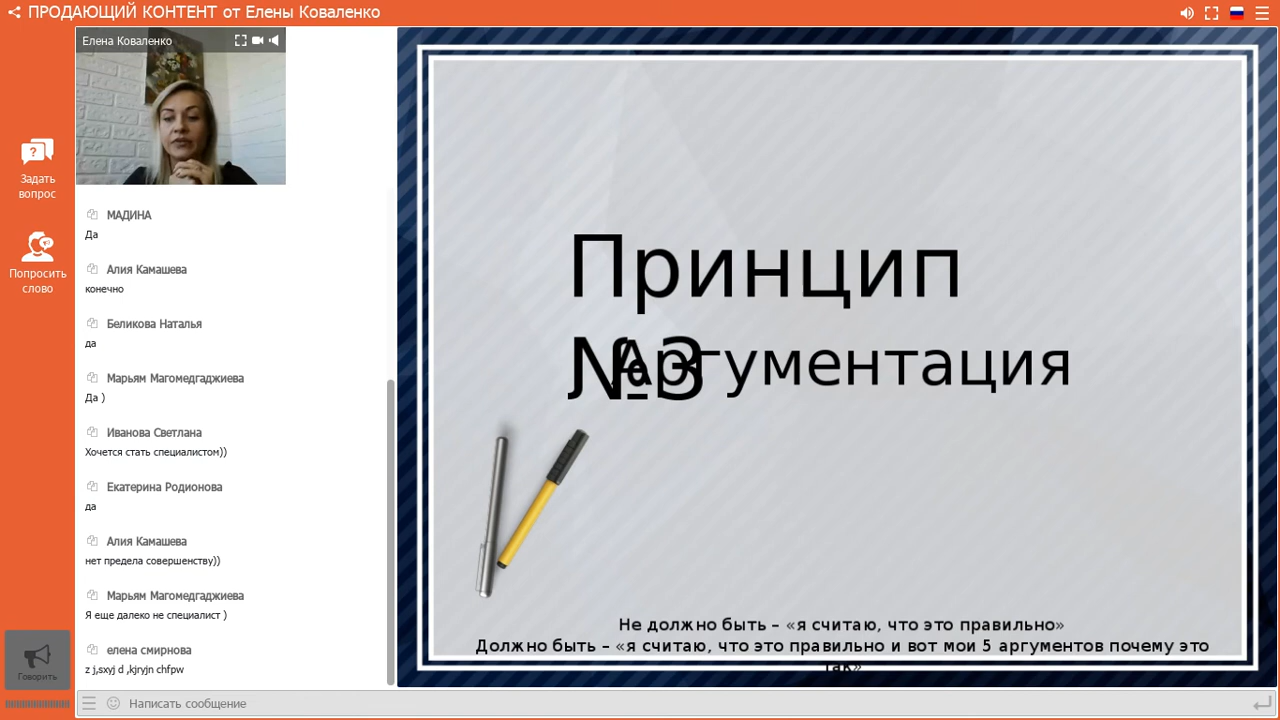 ПРОДАЮЩИЙ КОНТЕНТ от Елены Коваленко
Елена Коваленко
Задать
вопрос
Попросить
слово
Говорить
МАДИНА
Да
Алия Камашева
конечно
Беликова Наталья
да
Марьям Магомедгаджиева
Да )
Иванова Светлана
Хочется стать специалистом))
Екатерина Родионова
да
Алия Камашева
нет предела совершенству))
Марьям Магомедгаджиева
Я еще далеко не специалист )
елена смирнова
z j,sxyj d ,kjryjn chfpw
Написать сообщение
Принцип
№3
Аргументация
Не должно быть – «я считаю, что это правильно»
Должно быть – «я считаю, что это правильно и вот мои 5 аргументов почему это
так»